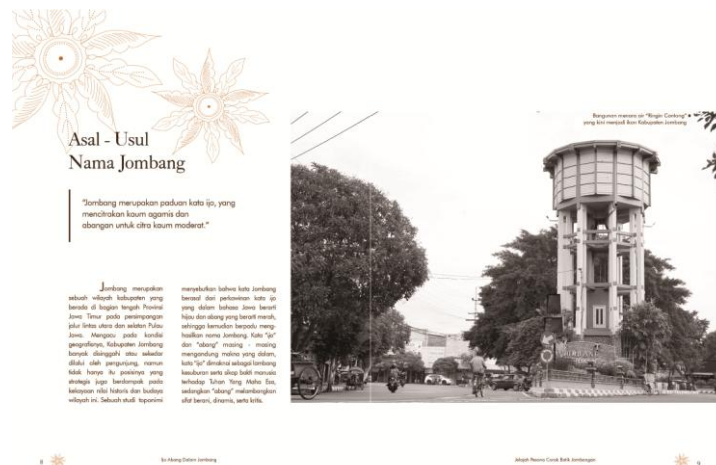 Asal - Usul
Nama Jombang
"Jombang merupakan paduan kata ijo, yang
mencitrakan kaum agamis dan
abangan untuk citra kaum moderat."
Jombang merupakan
sebuah wilayah kabupaten yang
berada di bagian tengah Provinsi
Jawa Timur pada persimpangan
jalur lintas utara dan selatan Pulau
Jawa. Mengacu pada kondisi
geografisnya, Kabupaten Jombang
banyak disinggahi atau sekedar
dilalui oleh pengunjung, namun
tidak hanya itu posisinya yang
strategis juga berdampak pada
kekayaan nilai historis dan budaya
wilayah ini. Sebuah studi toponimi
menyebutkan bahwa kata Jombang
berasal dari perkawinan kata ijo
yang dalam bahasa Jawa berarti
hijau dan abang yang berarti merah,
sehingga kemudian berpadu meng-
hasilkan nama Jombang. Kata "ijo"
dan "abang" masing - masing
mengandung makna yang dalam,
kata "ijo" dimaknai sebagai lambang
kesuburan serta sikap bakti manusia
terhadap Tuhan Yang Maha Esa,
sedangkan "abang" melambangkan
sifat berani, dinamis, serta kritis.
Bangunan menara air "Ringin Contong"
yang kini menjadi Ikon Kabupaten Jombang
8
Ijo Abang Dalam Jombang
Jelajah Pesona Corak Batik Jombangan
9